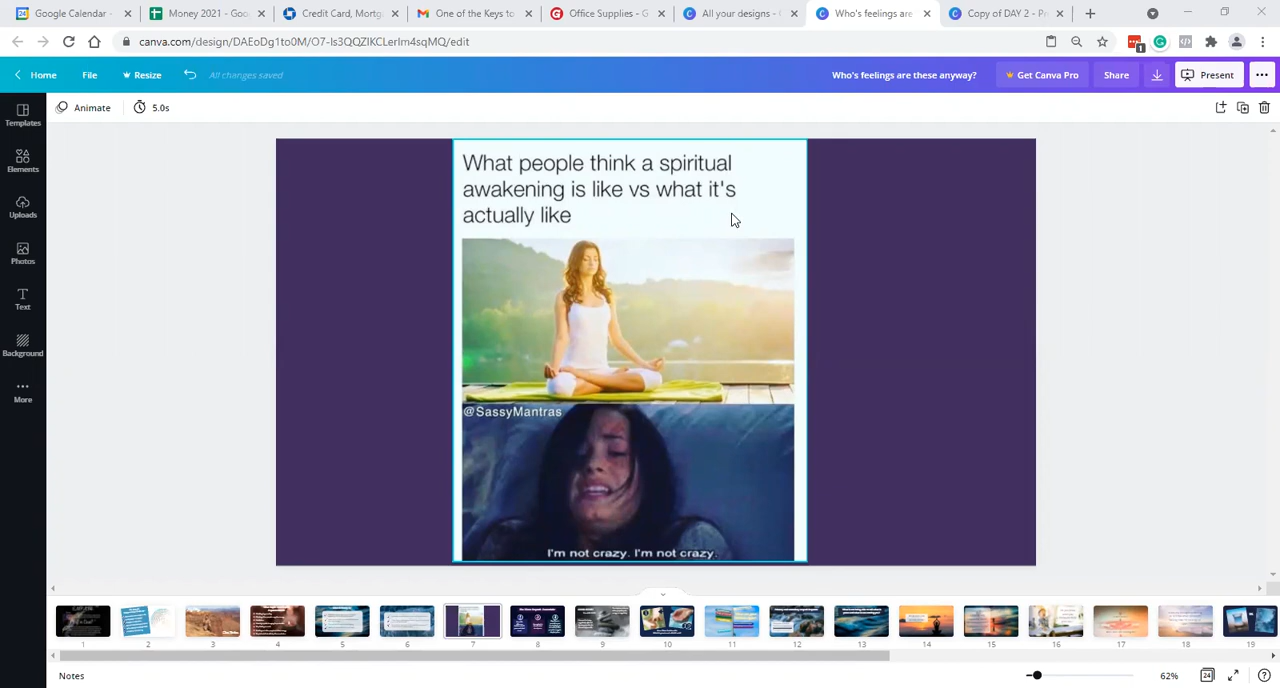 Google Calendar -
Money 2021 - Goo
Credit Card, Mortg
One of the Keys to
Office Supplies - G
All your designs - C
Who's feelings are
Copy of DAY 2 - P
canva.com/design/DAEoDg1to0M/O7-Is3QQZIKCLerIm4sqMQ/edit
1
Home
File
Resize
All changes saved
Who's feelings are these anyway?
Get Canva Pro
Share
Present
Animate
5.0s
Templates
Elements
Uploads
Photos
Text
Background
More
What people think a spiritual
awakening is like vs what it's
actually like
@SassyMantras
I'm not crazy. I'm not crazy.
1 2 3 4 5 6 7 8 9 10 11 12 13 14 15 16 17 18 19
Notes
62%
24